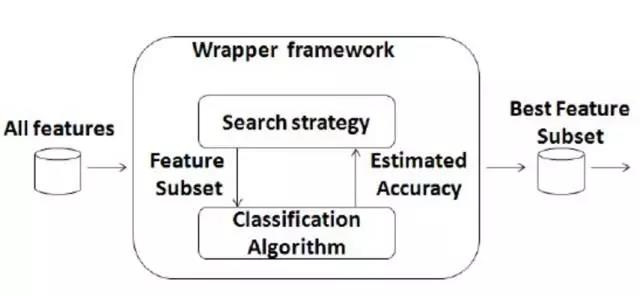 Wrapper framework
All features
Search strategy
Feature
Subset
Estimated
Accuracy
Classification
Algorithm
Best Feature
Subset